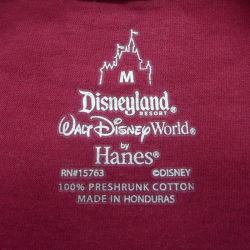 M
Disneyland
RESORT
WALT DISNEY World®
by
Hanes®
RN#15763 ©DISNEY
100% PRESHRUNK COTTON
MADE IN HONDURAS